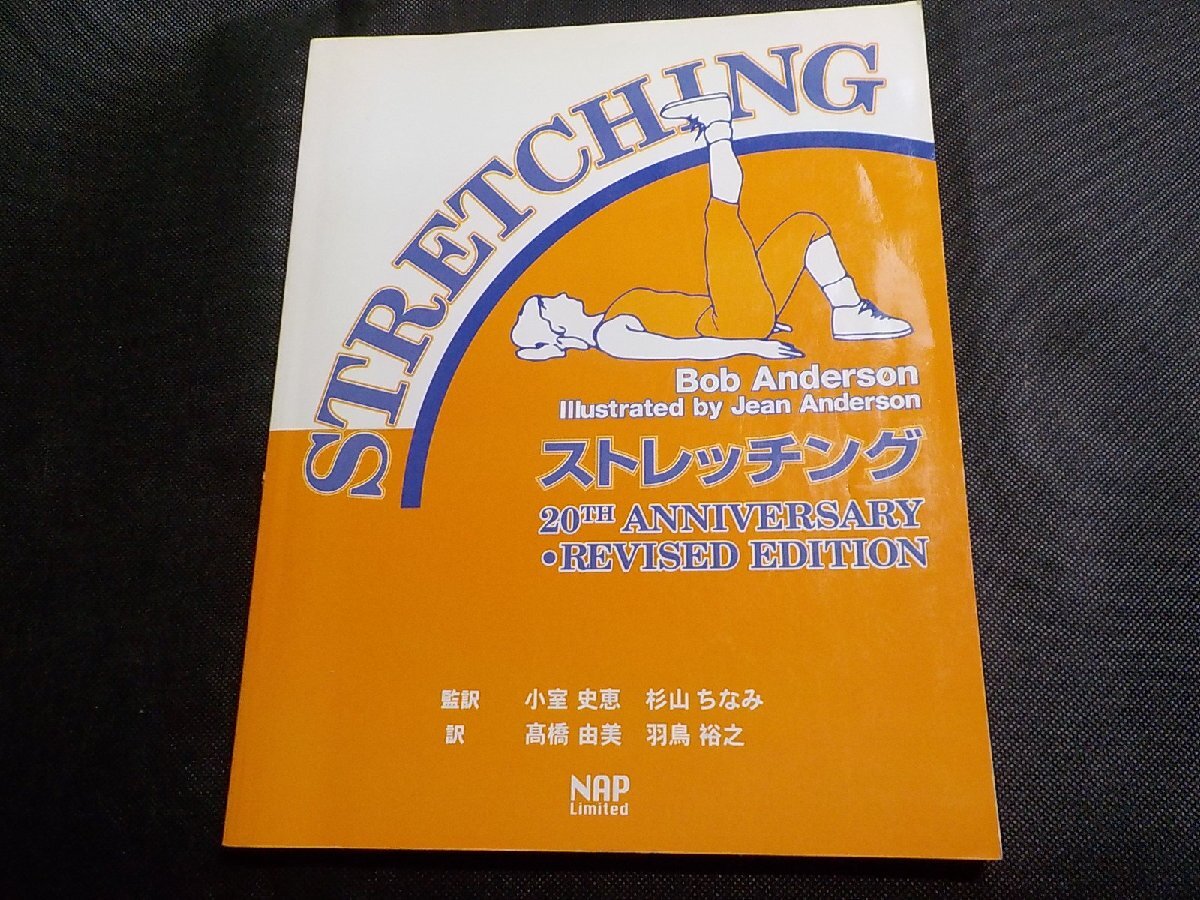 STRETCHING
Bob Anderson
Illustrated by Jean Anderson
ストレッチング
20TH ANNIVERSARY
・REVISED EDITION
監訳 小室 史恵 杉山 ちなみ
訳 髙橋 由美 羽鳥 裕之
NAP
Limited